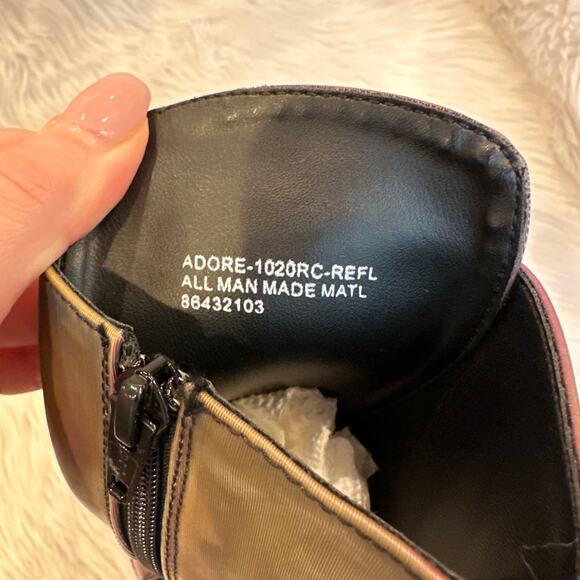 ADORE-1020RC-REFL
ALL MAN MADE MATL
86432103